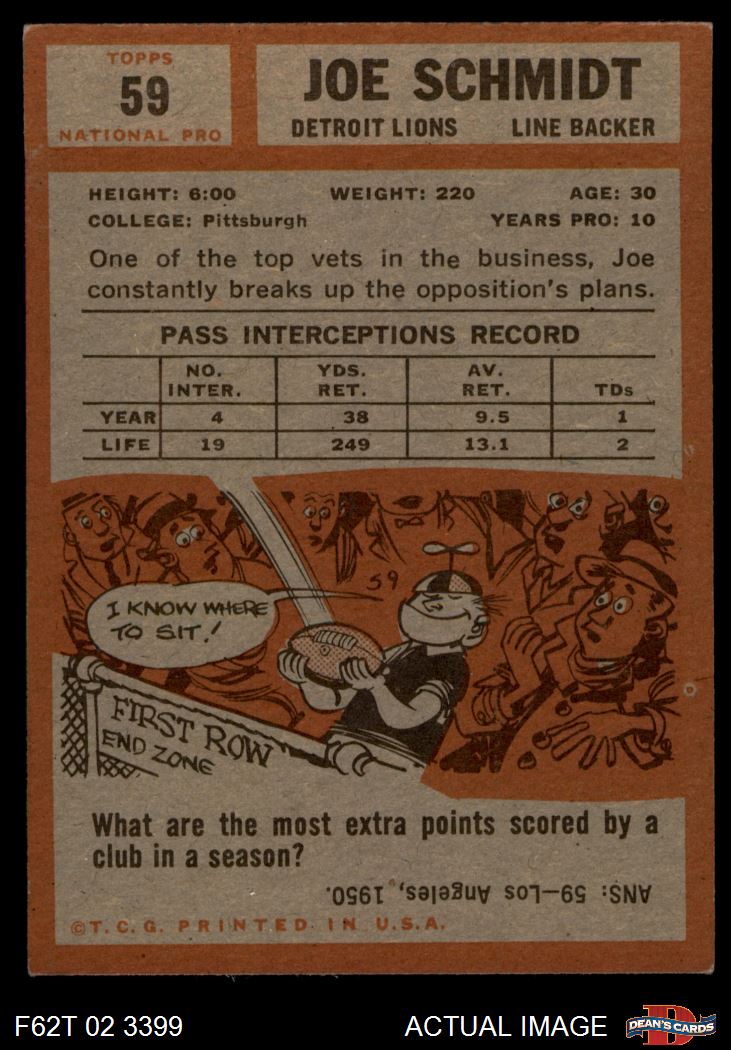 TOPPS
59
NATIONAL PRO
JOE SCHMIDT
DETROIT LIONS LINE BACKER
HEIGHT: 6:00 WEIGHT: 220 AGE: 30
COLLEGE: Pittsburgh YEARS PRO: 10
One of the top vets in the business, Joe
constantly breaks up the opposition's plans.
PASS INTERCEPTIONS RECORD
NO. INTER. YDS. RET. AV. RET. TDs
YEAR 4 38 9.5 1
LIFE 19 249 13.1 2
59
I KNOW WHERE
TO SIT!
FIRST ROW
END ZONE
What are the most extra points scored by a
club in a season?
ANS: 59—Los Angeles, 1950.
©T. C. G. PRINTED IN U.S.A.
F62T 02 3399 ACTUAL IMAGE DEAN'S CARDS